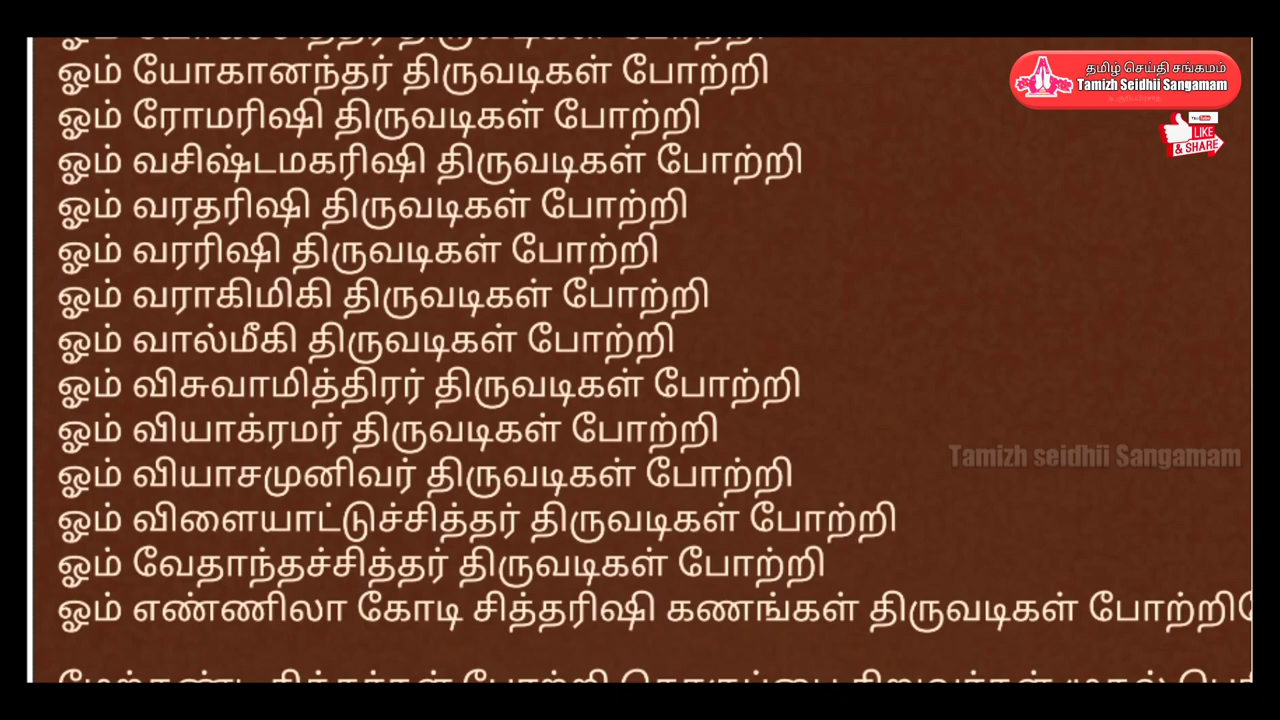 ஓம் யோகானந்தர் திருவடிகள் போற்றி
ஓம் ரோமரிஷி திருவடிகள் போற்றி
ஓம் வசிஷ்டமகரிஷி திருவடிகள் போற்றி
ஓம் வரதரிஷி திருவடிகள் போற்றி
ஓம் வரரிஷி திருவடிகள் போற்றி
ஓம் வராகிமிகி திருவடிகள் போற்றி
ஓம் வால்மீகி திருவடிகள் போற்றி
ஓம் விசுவாமித்திரர் திருவடிகள் போற்றி
ஓம் வியாக்ரமர் திருவடிகள் போற்றி
ஓம் வியாசமுனிவர் திருவடிகள் போற்றி
ஓம் விளையாட்டுச்சித்தர் திருவடிகள் போற்றி
ஓம் வேதாந்தச்சித்தர் திருவடிகள் போற்றி
ஓம் எண்ணிலா கோடி சித்தரிஷி கணங்கள் திருவடிகள்
தமிழ் செய்தி சங்கமம்
Tamizh Seidhii Sangamam
LIKE
& SHARE
Tamizh seidhii Sangamam